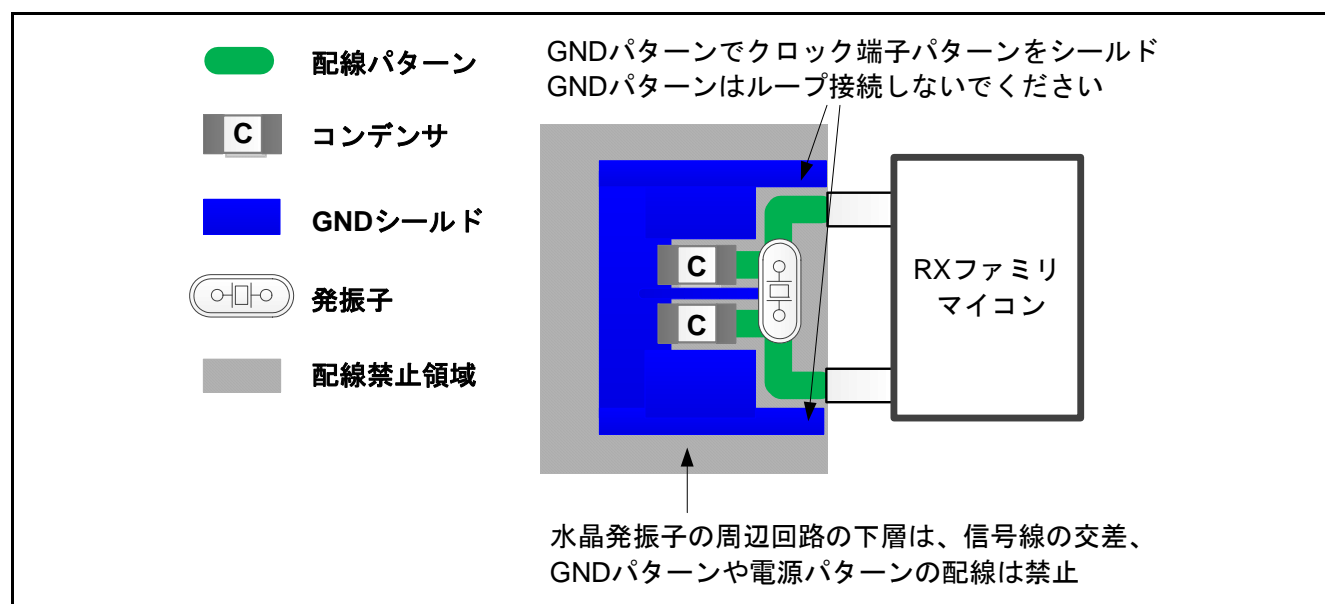 配線パターン
C
コンデンサ
GNDシールド
発振子
配線禁止領域
GNDパターンでクロック端子パターンをシールド
GNDパターンはループ接続しないでください
C
C
RXファミリ
マイコン
水晶発振子の周辺回路の下層は、信号線の交差、
GNDパターンや電源パターンの配線は禁止